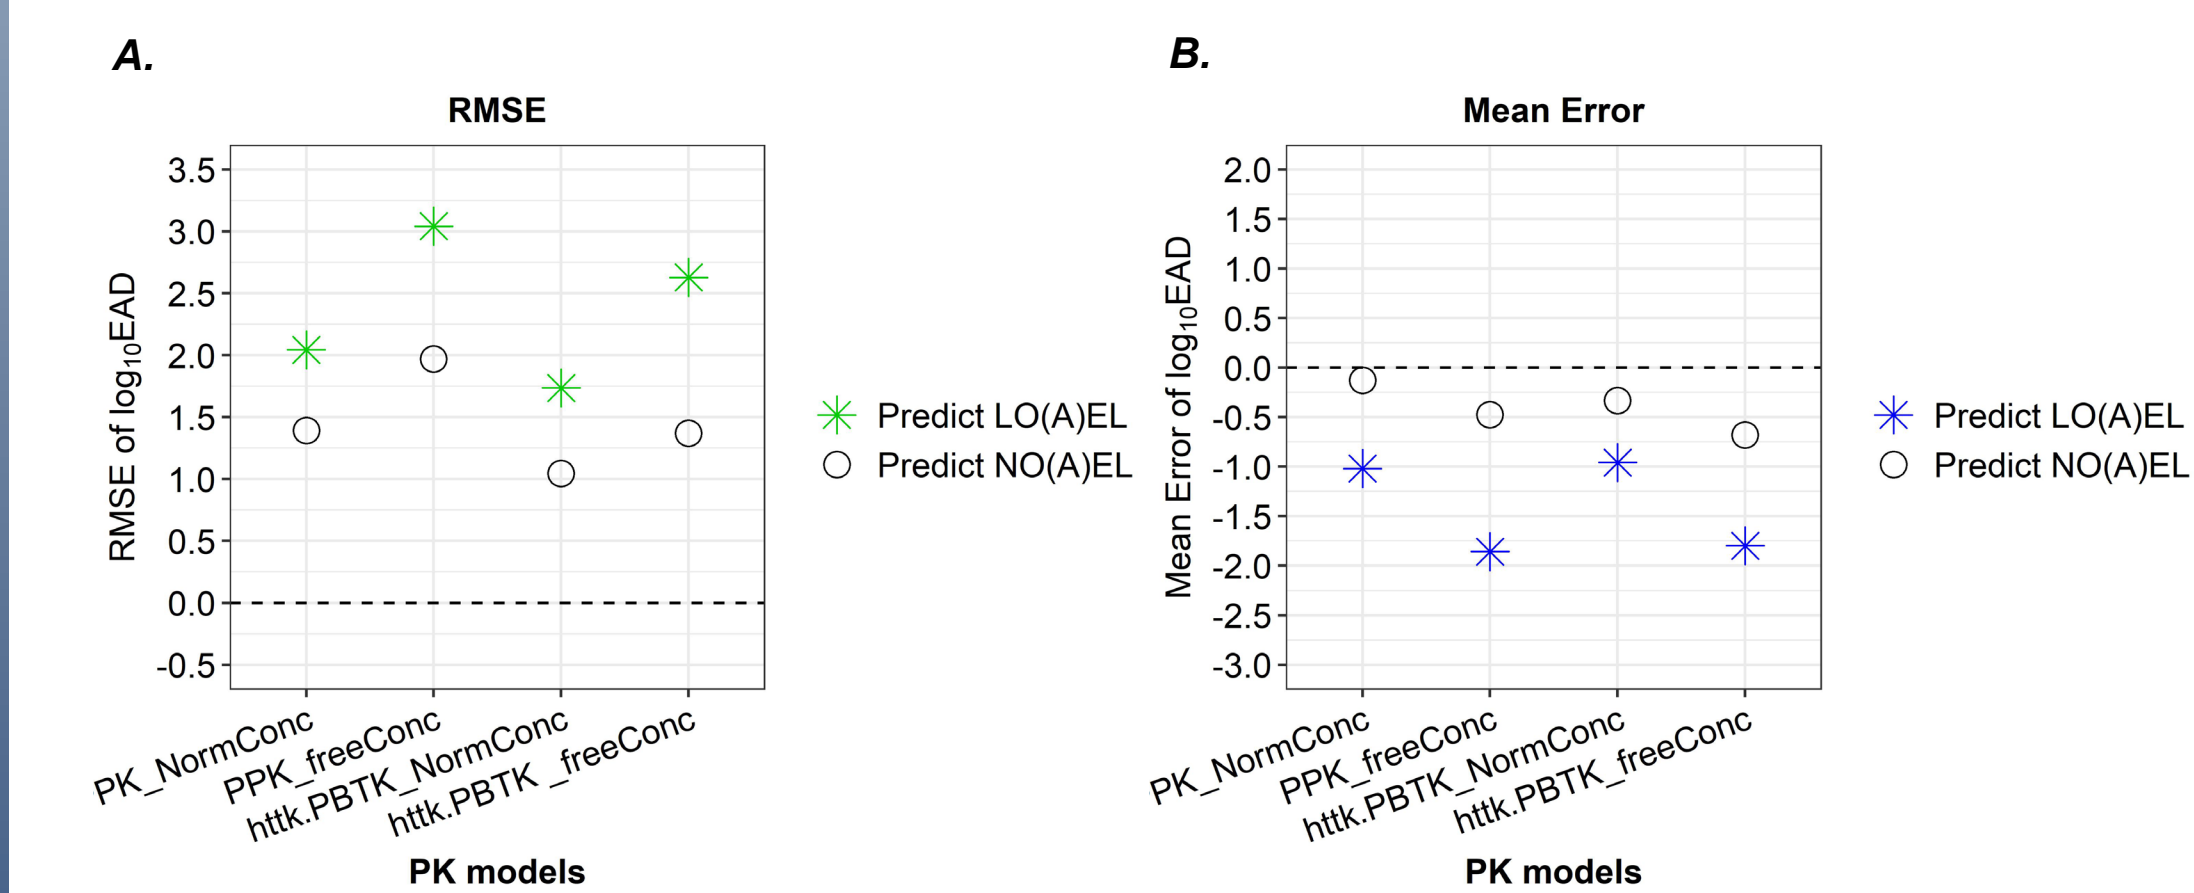 A.
RMSE
RMSE of log10EAD
3.5
3.0
2.5
2.0
1.5
1.0
0.5
0.0
-0.5
PK_NormConc
PPK_freeConc
httk.PBTK_NormConc
httk.PBTK _freeConc
PK models
Predict LO(A)EL
Predict NO(A)EL
B.
Mean Error
Mean Error of log10EAD
2.0
1.5
1.0
0.5
0.0
-0.5
-1.0
-1.5
-2.0
-2.5
-3.0
PK_NormConc
PPK_freeConc
httk.PBTK_NormConc
httk.PBTK_freeConc
PK models
Predict LO(A)EL
Predict NO(A)EL